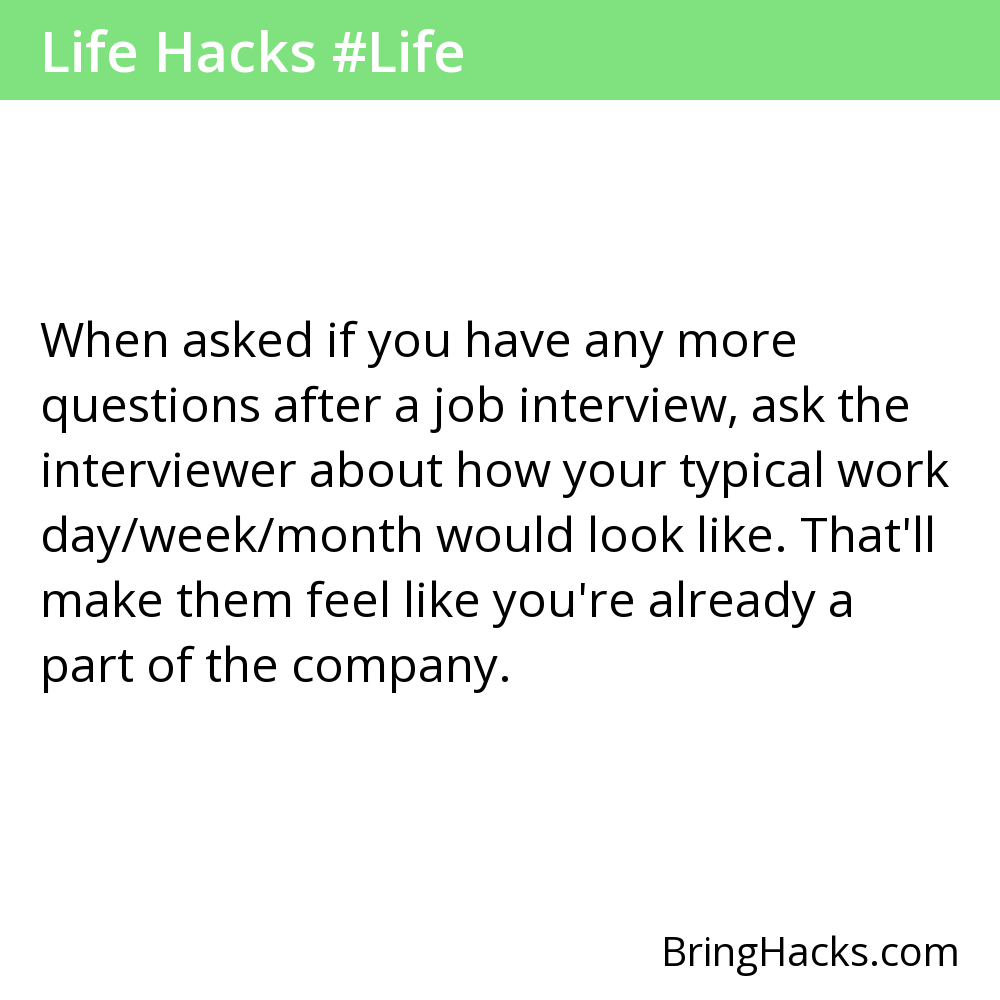 Life Hacks #Life
When asked if you have any more
questions after a job interview, ask the
interviewer about how your typical work
day/week/month would look like. That'll
make them feel like you're already a
part of the company.
BringHacks.com